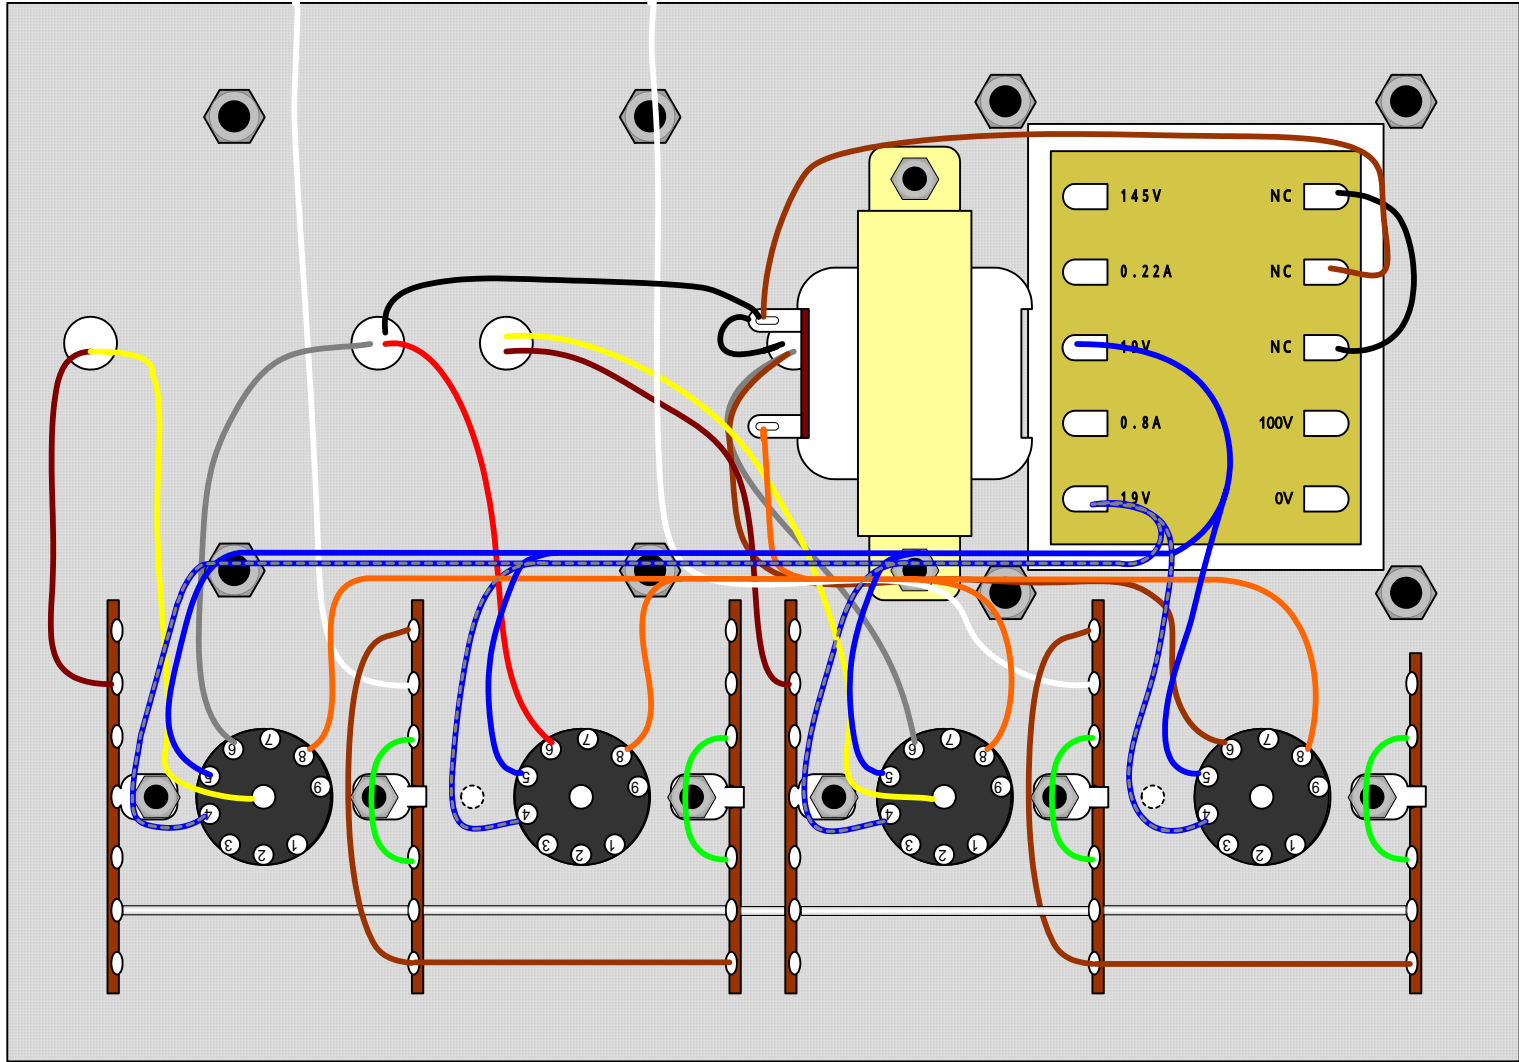 145V NC
0.22A NC
19V NC
0.8A 100V
19V 0V
7 7 7 7
6 8 6 8 6 8 6 8
5 9 5 9 5 9 5 9
4 4 4 4
3 2 1 3 2 1 3 2 1 3 2 1